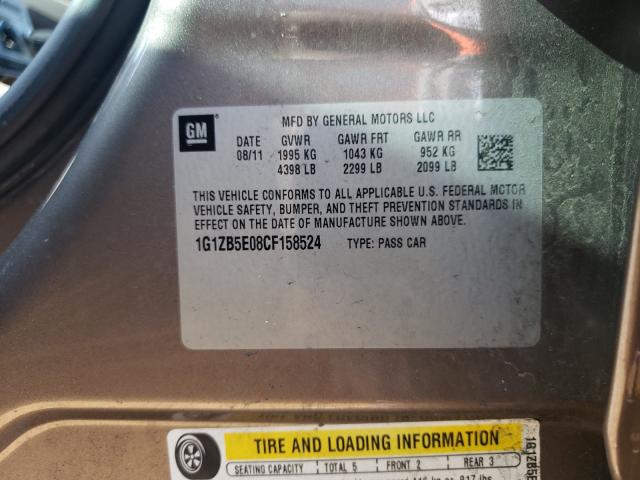 GM
MFD BY GENERAL MOTORS LLC
DATE GVWR GAWR FRT GAWR RR
08/11 1995 KG 1043 KG 952 KG
4398 LB 2299 LB 2099 LB
THIS VEHICLE CONFORMS TO ALL APPLICABLE U.S. FEDERAL MOTOR
VEHICLE SAFETY, BUMPER, AND THEFT PREVENTION STANDARDS IN
EFFECT ON THE DATE OF MANUFACTURE SHOWN ABOVE.
1G1ZB5E08CF158524 TYPE: PASS CAR
TIRE AND LOADING INFORMATION
SEATING CAPACITY TOTAL 5 FRONT 2 REAR 3
1G1ZB5E